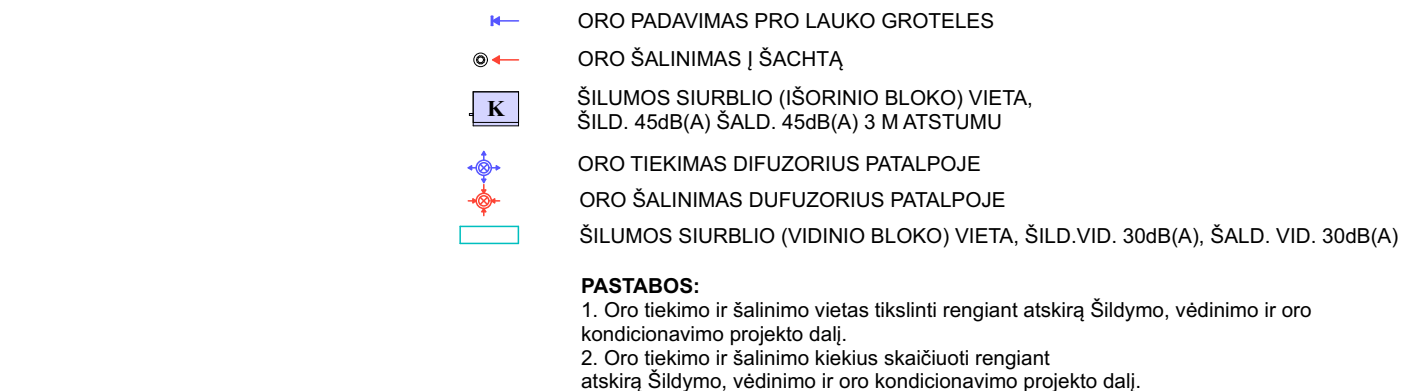 ORO PADAVIMAS PRO LAUKO GROTELES
ORO ŠALINIMAS Į ŠACHTĄ
K
ŠILUMOS SIURBLIO (IŠORINIO BLOKO) VIETA,
ŠILD. 45dB(A) ŠALD. 45dB(A) 3 M ATSTUMU
ORO TIEKIMAS DIFUZORIUS PATALPOJE
ORO ŠALINIMAS DUFUZORIUS PATALPOJE
ŠILUMOS SIURBLIO (VIDINIO BLOKO) VIETA, ŠILD.VID. 30dB(A), ŠALD. VID. 30dB(A)
PASTABOS:
1. Oro tiekimo ir šalinimo vietas tikslinti rengiant atskirą Šildymo, vėdinimo ir oro
kondicionavimo projekto dalį.
2. Oro tiekimo ir šalinimo kiekius skaičiuoti rengiant
atskirą Šildymo, vėdinimo ir oro kondicionavimo projekto dalį.